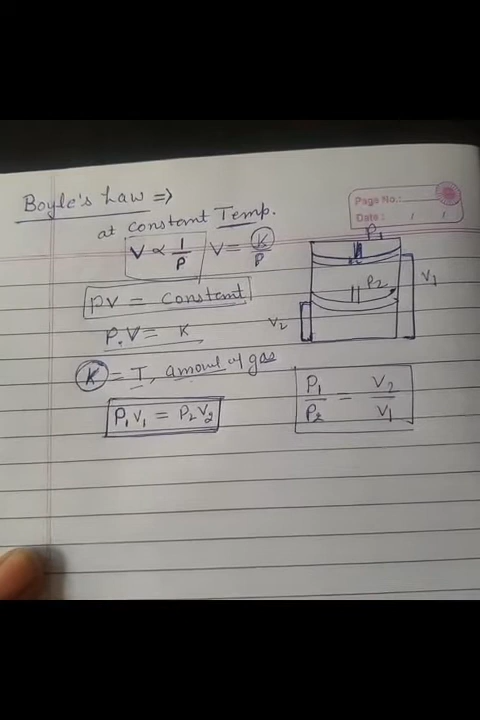 Boyle's Law ⇒
Page No.:
Date: / /
at constant Temp.
V ∝ 1/P V = K/P
P1
P2
V1
PV = constant
V2
P.V = K
K = T, amount of gas
P1V1 = P2V2
P1/P2 = V2/V1